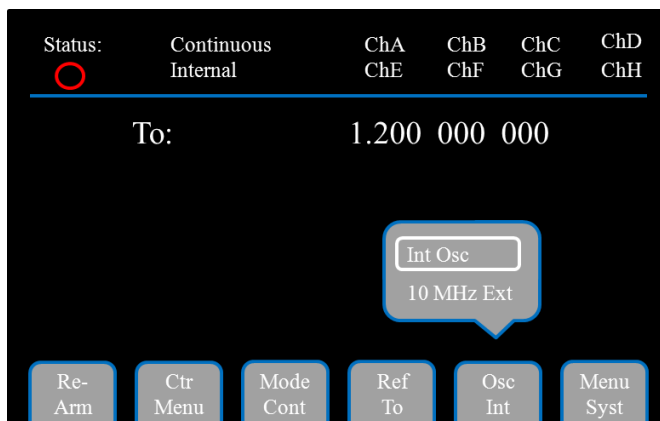 Status: Continuous ChA ChB ChC ChD
Internal ChE ChF ChG ChH
To: 1.200 000 000
Int Osc
10 MHz Ext
Re- Ctr Mode Ref Osc Menu
Arm Menu Cont To Int Syst